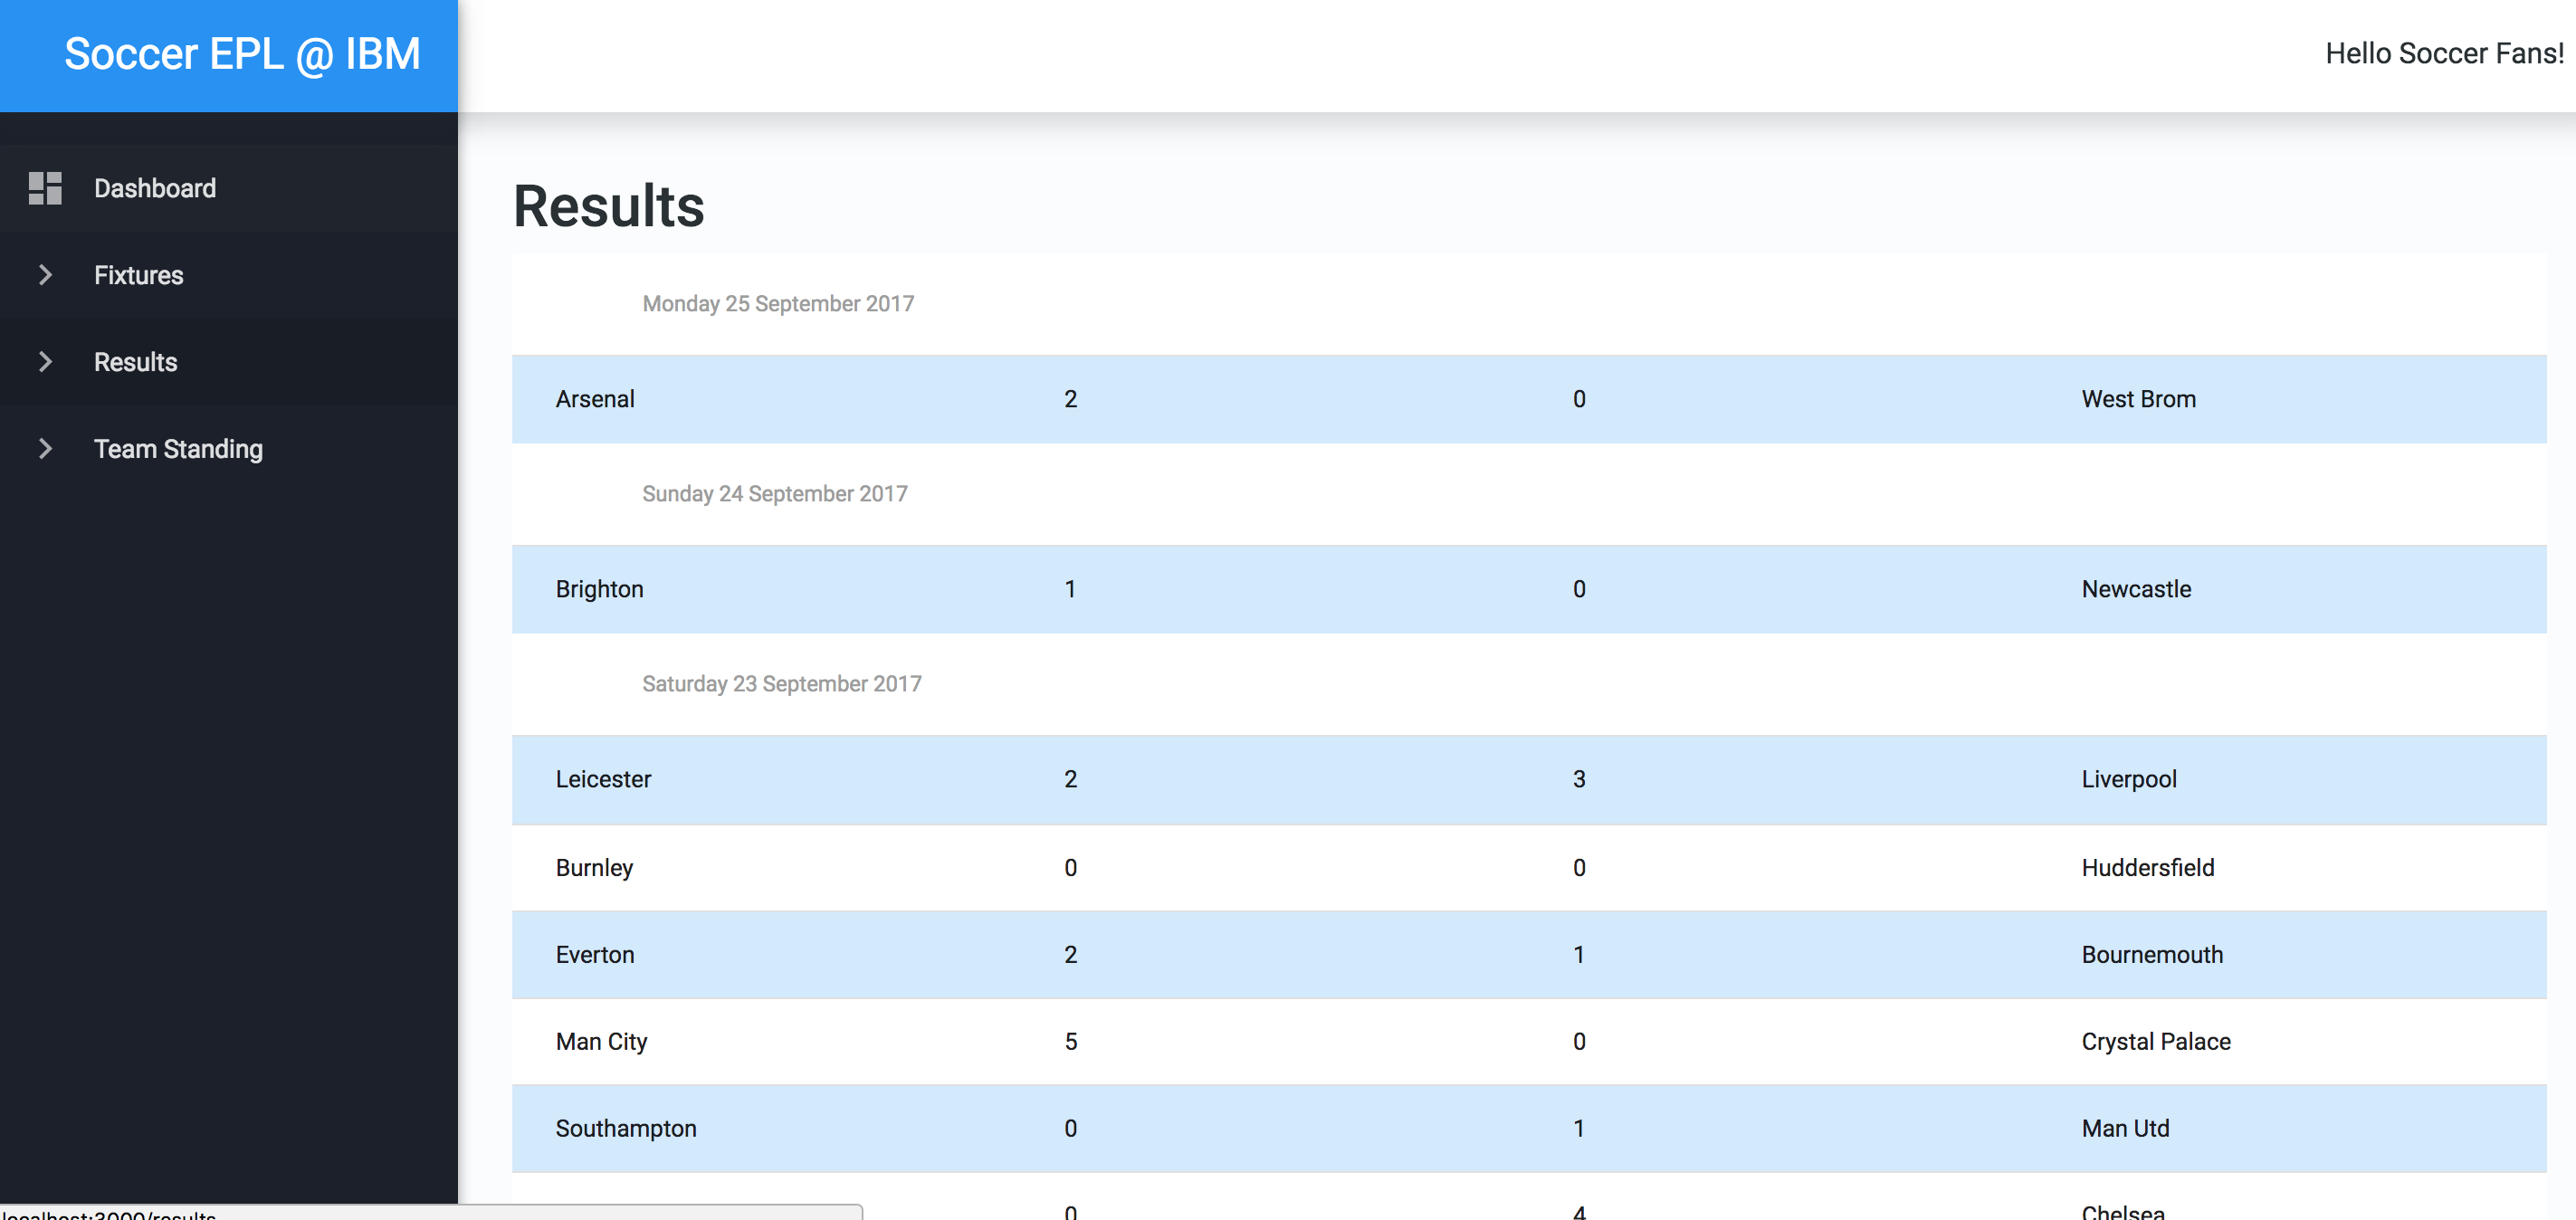 Soccer EPL @ IBM
Hello Soccer Fans!
Dashboard
Fixtures
Results
Team Standing
Results
Monday 25 September 2017
Arsenal 2 0 West Brom
Sunday 24 September 2017
Brighton 1 0 Newcastle
Saturday 23 September 2017
Leicester 2 3 Liverpool
Burnley 0 0 Huddersfield
Everton 2 1 Bournemouth
Man City 5 0 Crystal Palace
Southampton 0 1 Man Utd
0 4 Chelsea
localhost:3000/results